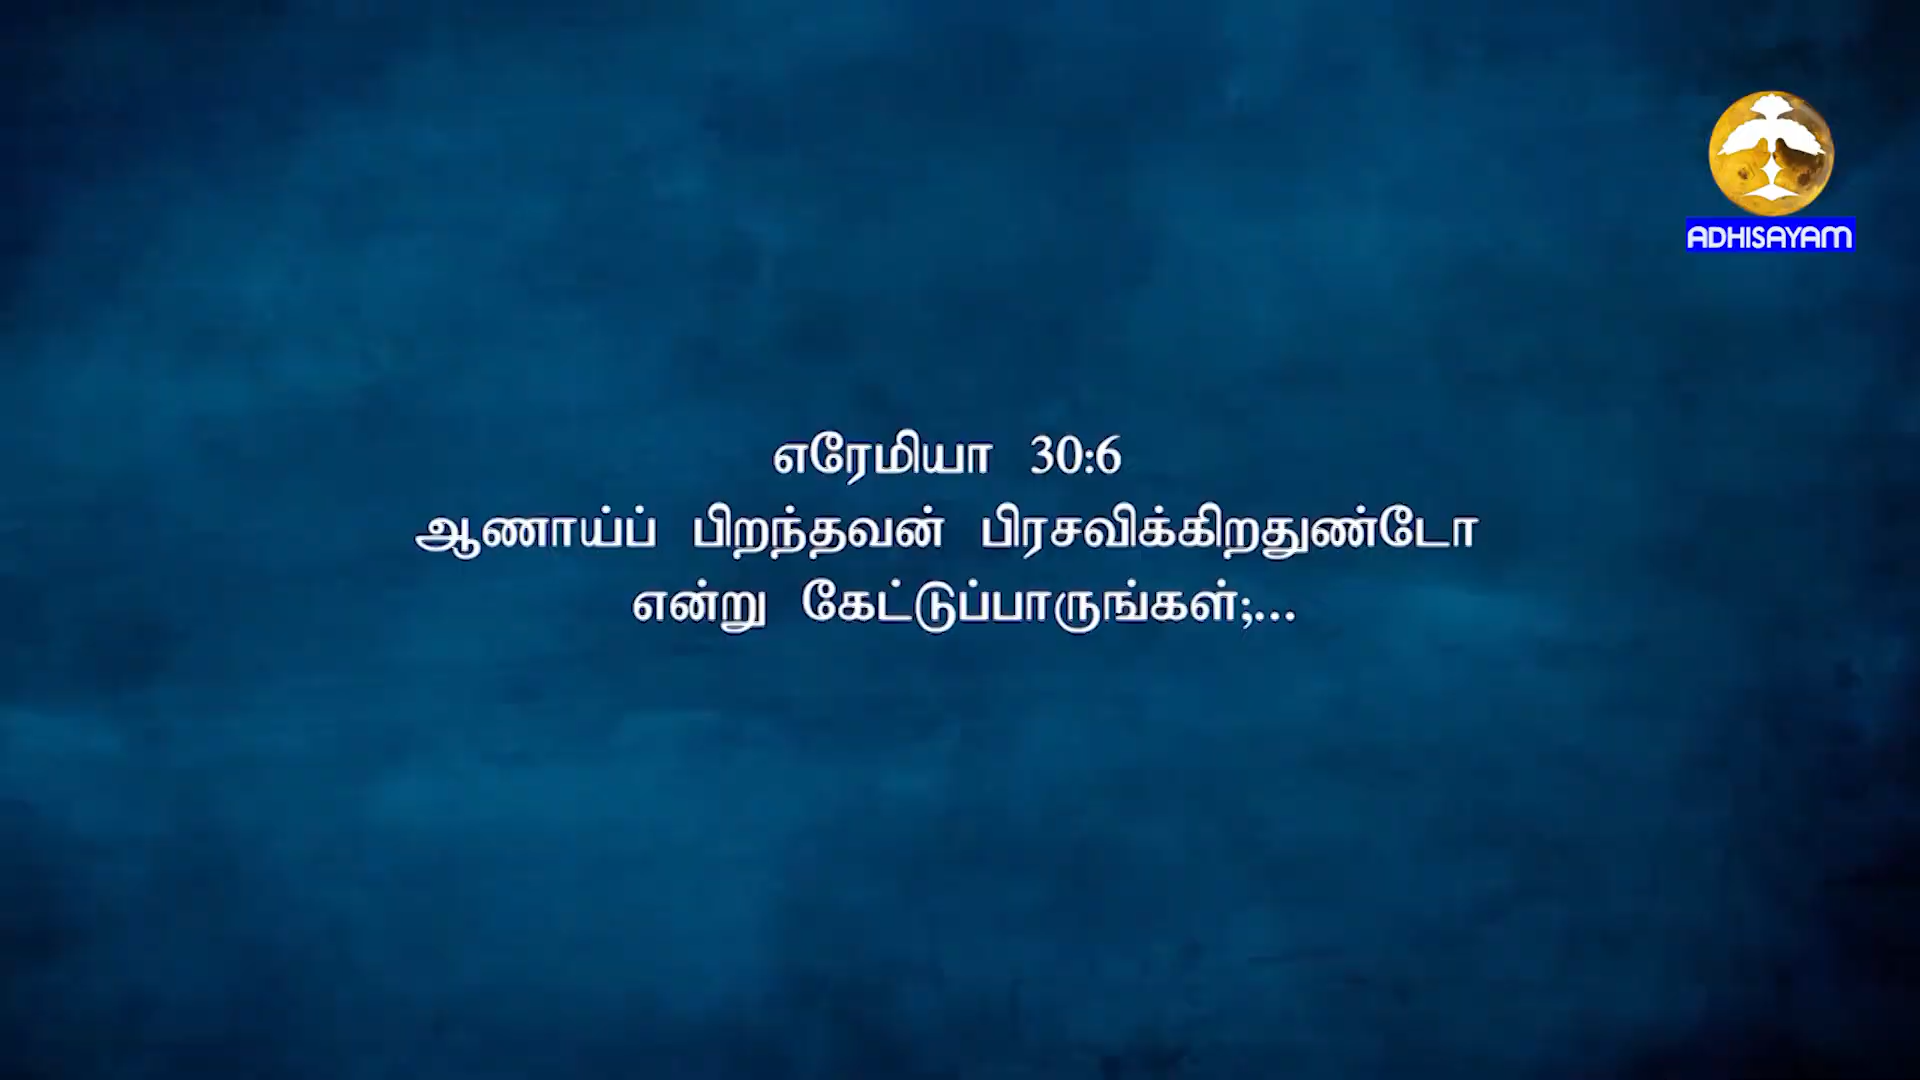 ADHISAYAM
எரேமியா 30:6
ஆணாய்ப் பிறந்தவன் பிரசவிக்கிறதுண்டோ
என்று கேட்டுப்பாருங்கள்;...